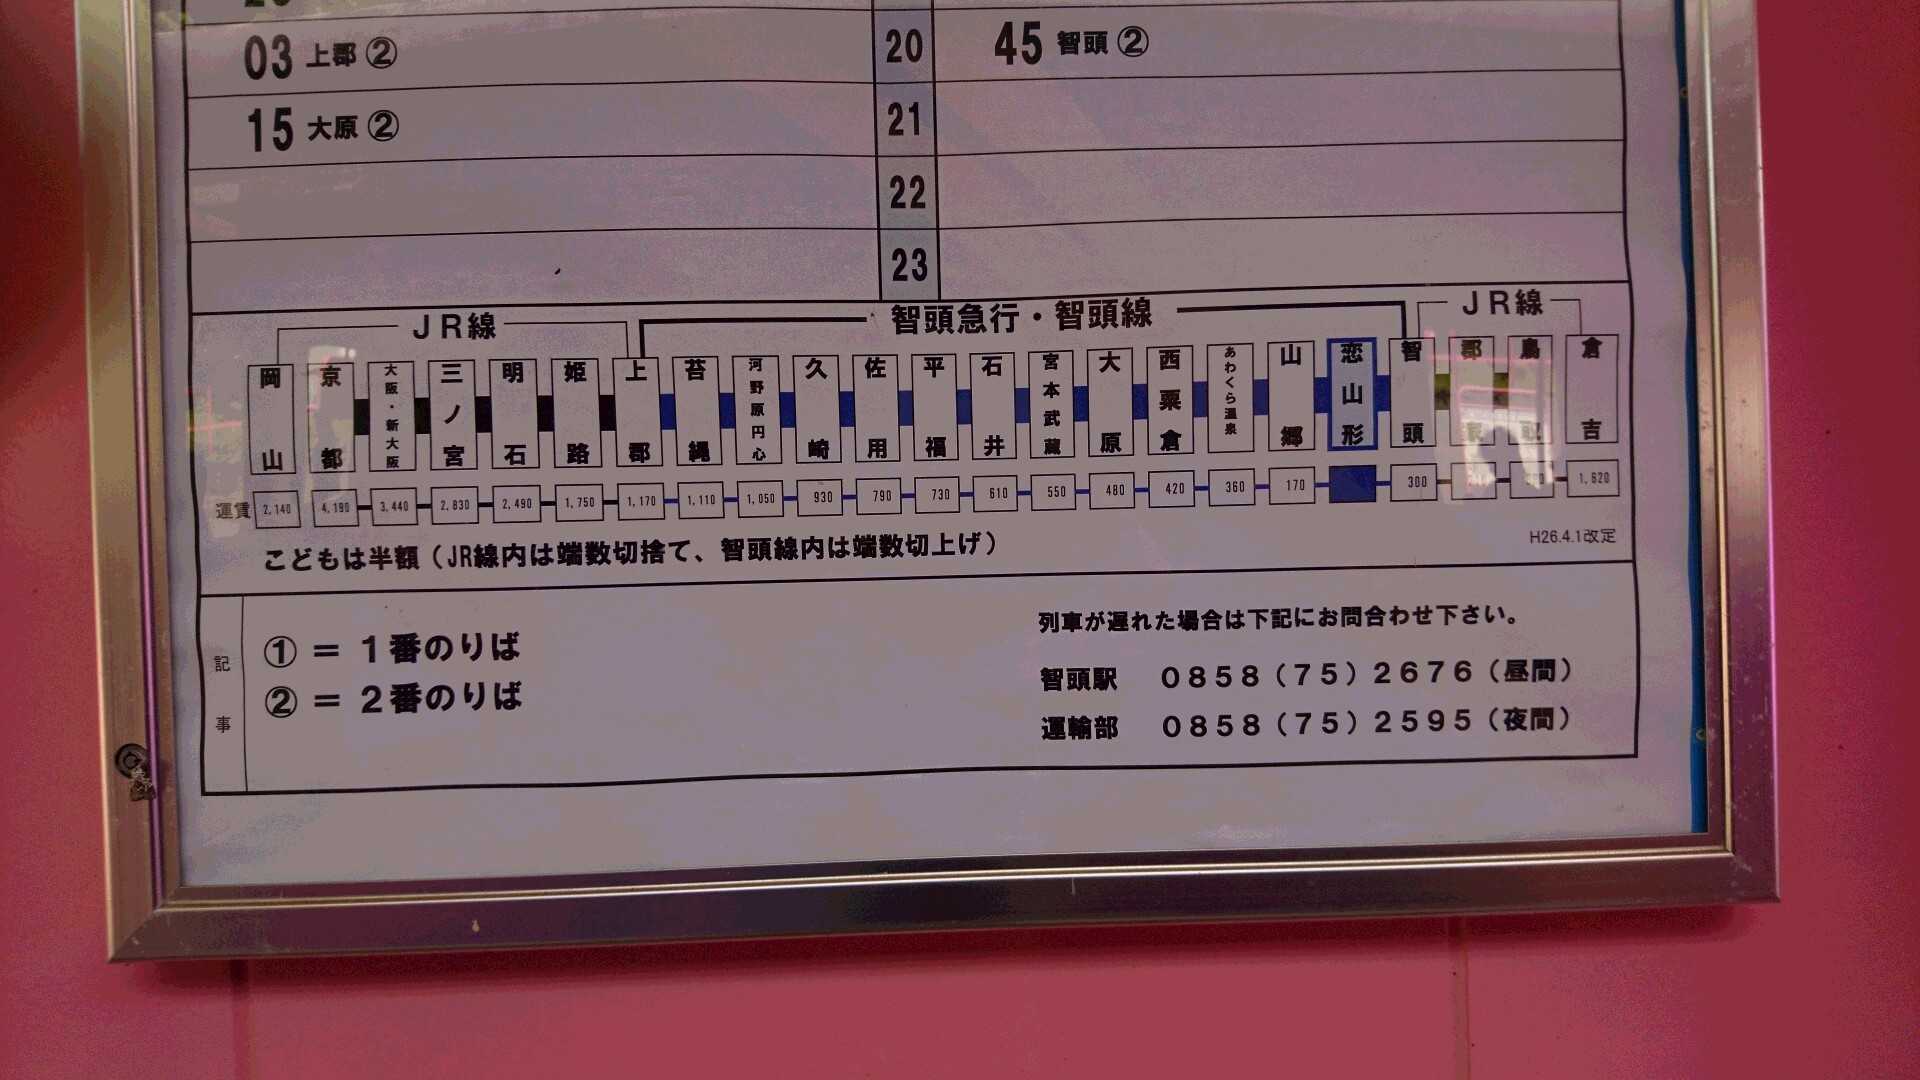 03 上郡 ② 20 45 智頭 ②
15 大原 ② 21
22
23
JR線 智頭急行・智頭線 JR線
岡山 京都 大阪・新大阪 三ノ宮 明石 姫路 上郡 苔縄 河野原円心 久崎 佐用 平福 石井 宮本武蔵 大原 西粟倉 あわくら温泉 山郷 恋山形 智頭 郡家 鳥取 倉吉
運賃 2,140 4,190 3,440 2,830 2,490 1,750 1,170 1,110 1,050 930 790 730 610 550 480 420 360 170 300 1,620
こどもは半額（JR線内は端数切捨て、智頭線内は端数切上げ）
H26.4.1改定
記事
①＝１番のりば
②＝２番のりば
列車が遅れた場合は下記にお問合わせ下さい。
智頭駅 ０８５８（７５）２６７６（昼間）
運輸部 ０８５８（７５）２５９５（夜間）